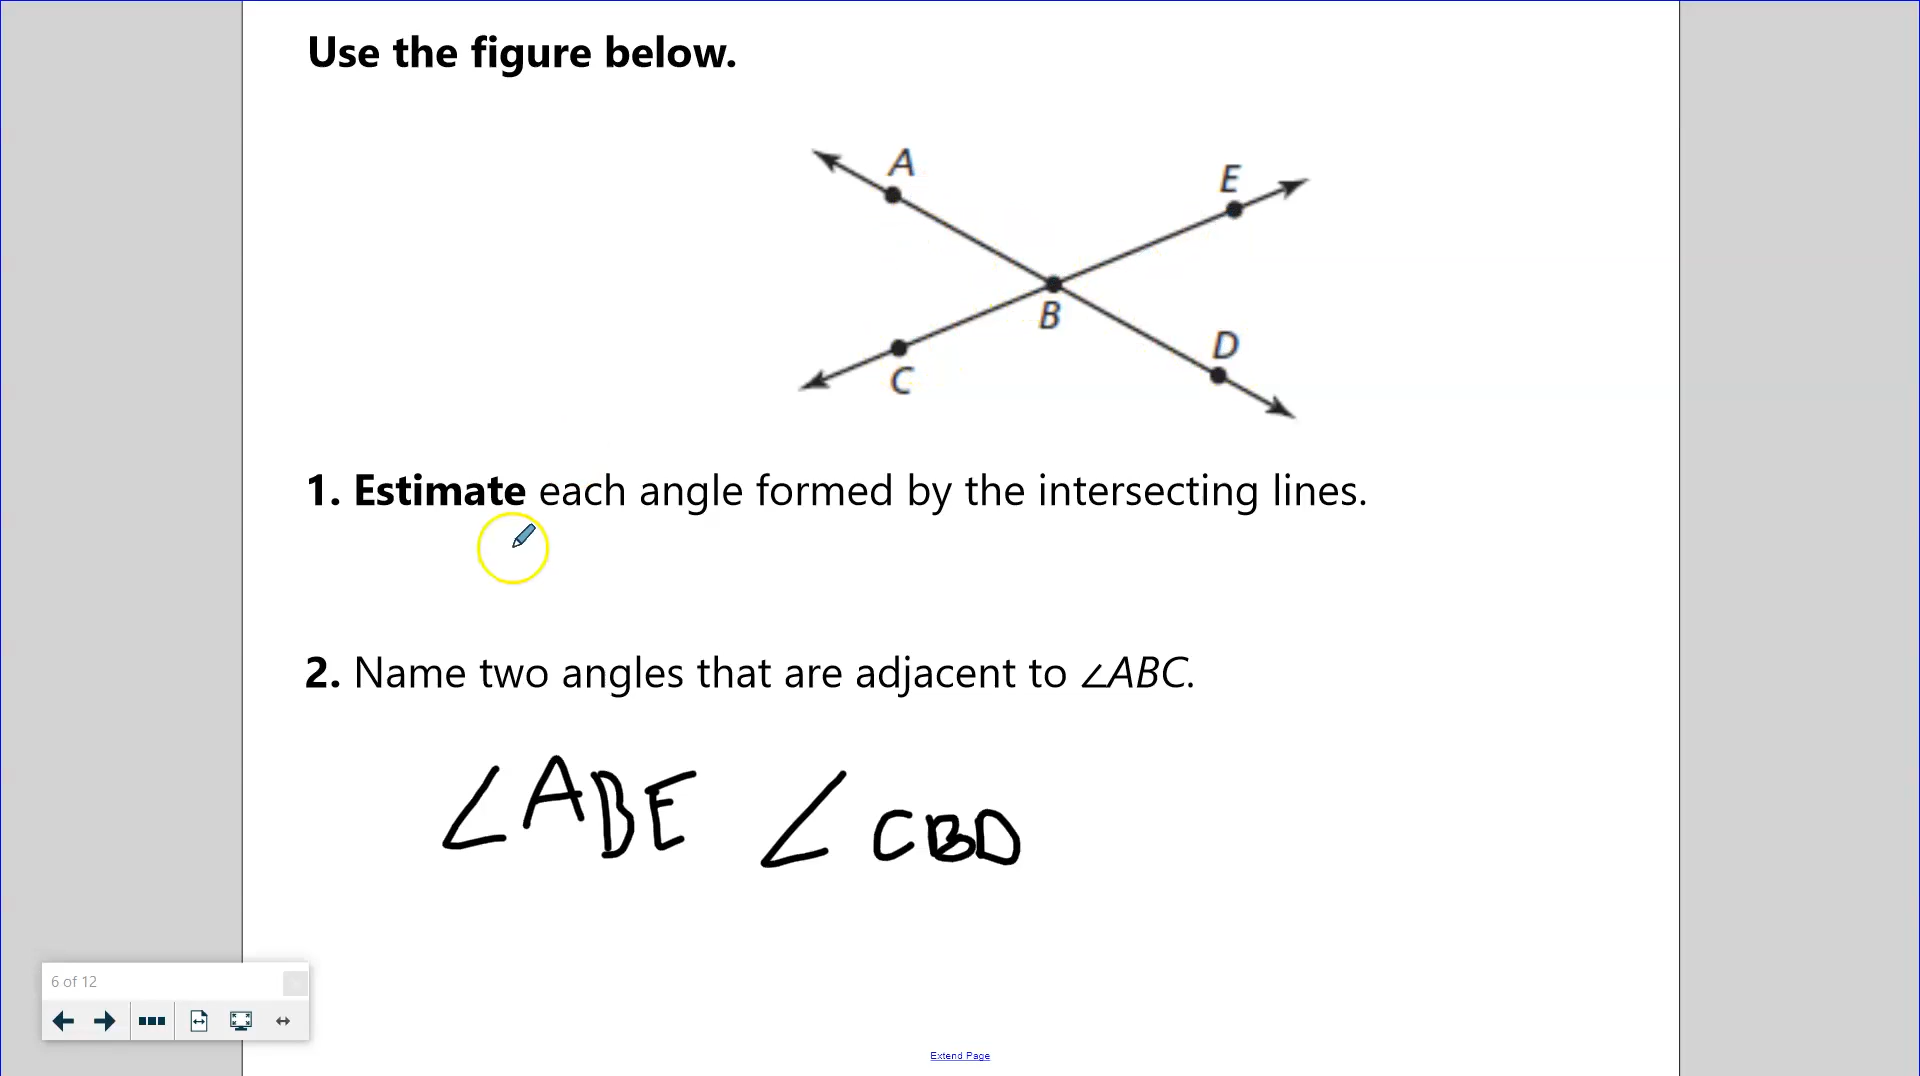 Use the figure below.
A
E
B
D
C
1. Estimate each angle formed by the intersecting lines.
2. Name two angles that are adjacent to ∠ABC.
∠ABE ∠CBD
6 of 12
Extend Page